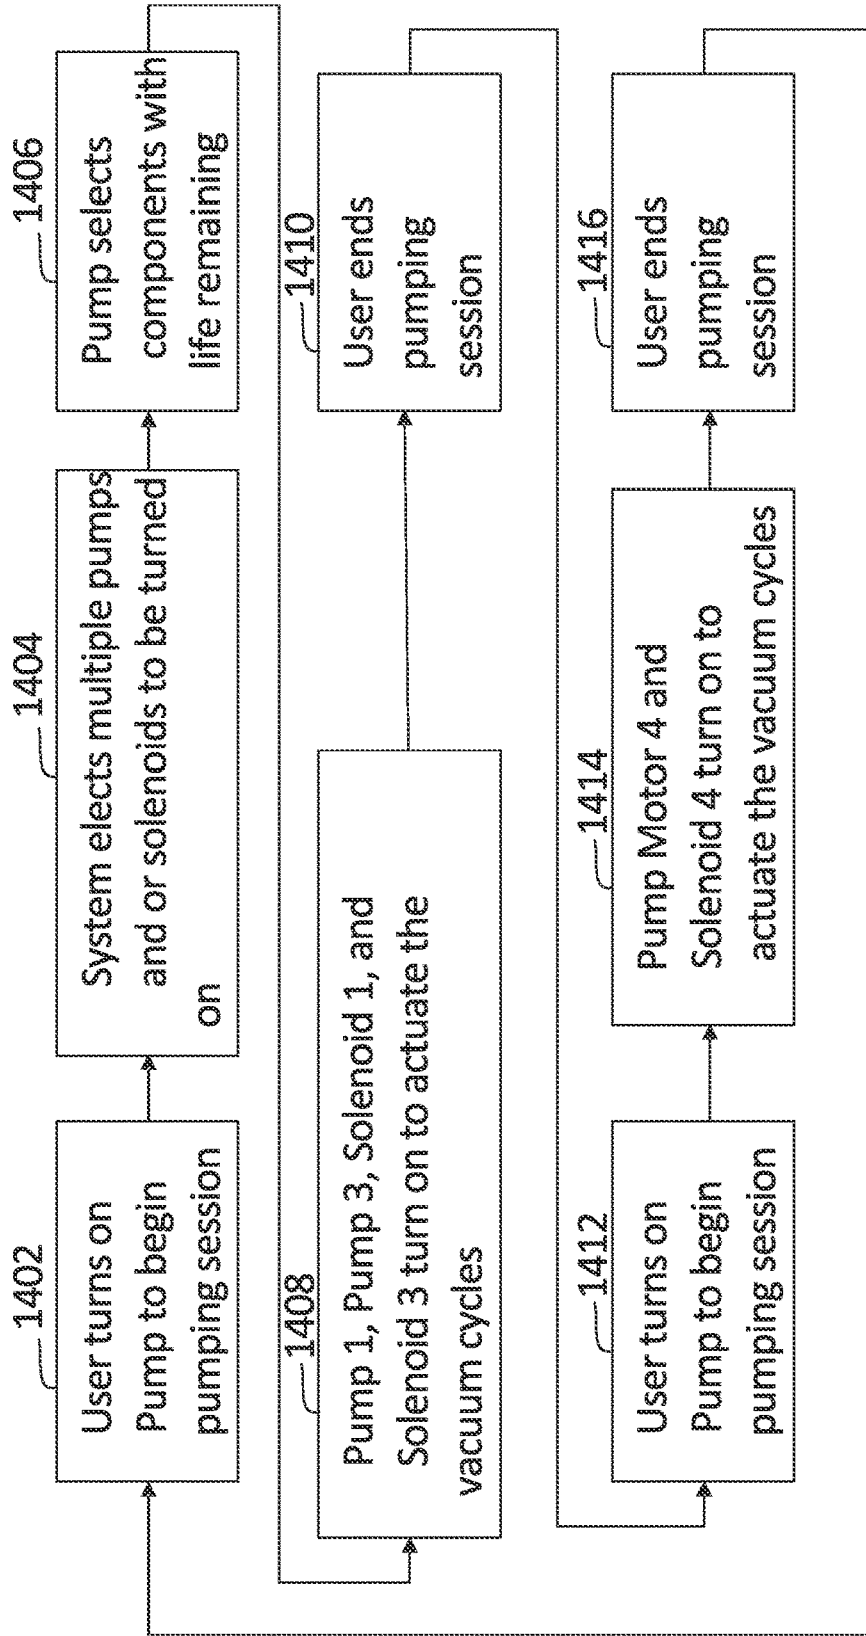 1402
User turns on
Pump to begin
pumping session
1404
System elects multiple pumps
and or solenoids to be turned
on
1406
Pump selects
components with
life remaining
1408
Pump 1, Pump 3, Solenoid 1, and
Solenoid 3 turn on to actuate the
vacuum cycles
1410
User ends
pumping
session
1412
User turns on
Pump to begin
pumping session
1414
Pump Motor 4 and
Solenoid 4 turn on to
actuate the vacuum cycles
1416
User ends
pumping
session